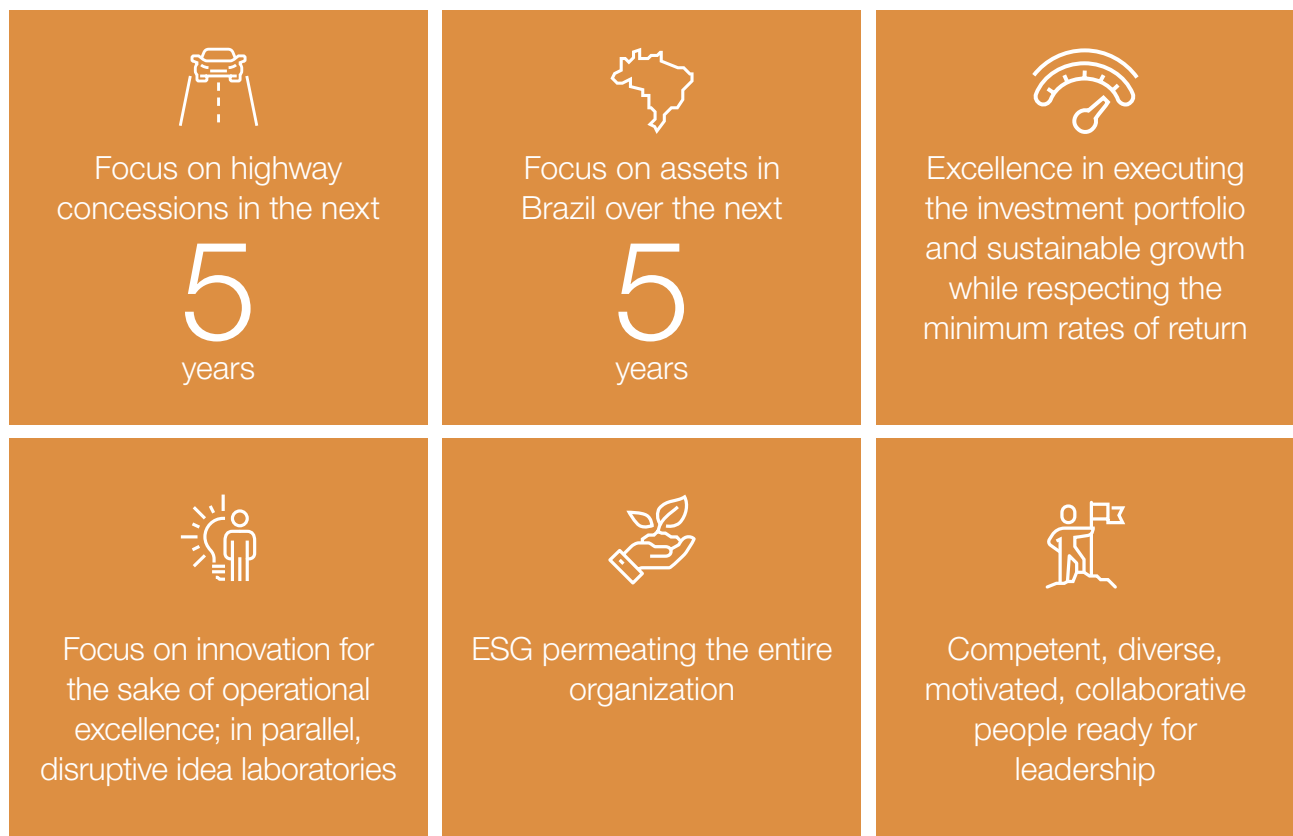 Focus on highway
concessions in the next
5
years
Focus on assets in
Brazil over the next
5
years
Excellence in executing
the investment portfolio
and sustainable growth
while respecting the
minimum rates of return
Focus on innovation for
the sake of operational
excellence; in parallel,
disruptive idea laboratories
ESG permeating the entire
organization
Competent, diverse,
motivated, collaborative
people ready for
leadership